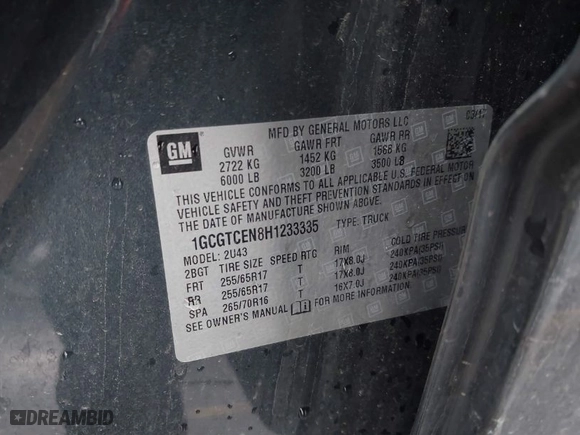 GM
MFD BY GENERAL MOTORS LLC
GVWR GAWR FRT GAWR RR
2722 KG 1452 KG 1568 KG
6000 LB 3200 LB 3500 LB
THIS VEHICLE CONFORMS TO ALL APPLICABLE U.S. FEDERAL MOTOR
VEHICLE SAFETY AND THEFT PREVENTION STANDARDS IN EFFECT ON
THE DATE OF MANUFACTURE SHOWN ABOVE.
1GCGTCEN8H1233335 TYPE: TRUCK
MODEL: 2U43
2BGT TIRE SIZE SPEED RTG RIM COLD TIRE PRESSURE
FRT 255/65R17 T 17X8.0J 240KPA(35PSI)
RR 255/65R17 T 17X8.0J 240KPA(35PSI)
SPA 265/70R16 T 16X7.0J 240KPA(35PSI)
SEE OWNER'S MANUAL FOR MORE INFORMATION.
DREAMBID